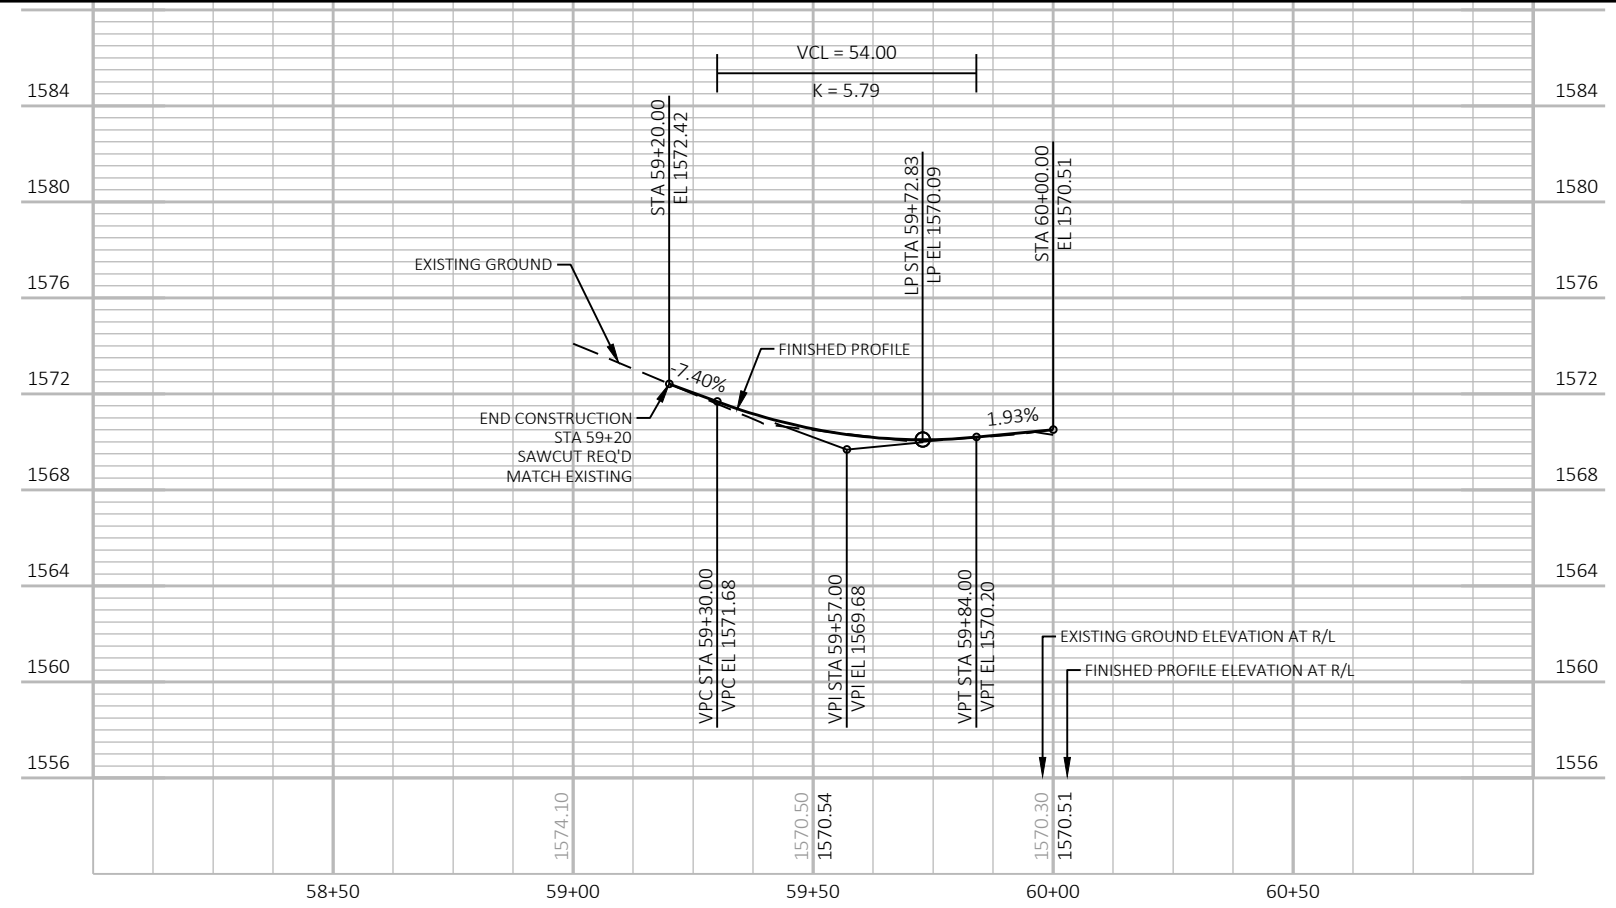 VCL = 54.00
K = 5.79
1584
1584
STA 59+20.00
EL 1572.42
LP STA 59+72.83
LP EL 1570.09
STA 60+00.00
EL 1570.51
1580
1580
EXISTING GROUND
1576
1576
FINISHED PROFILE
-7.40%
1572
1572
END CONSTRUCTION
STA 59+20
SAWCUT REQ'D
MATCH EXISTING
1.93%
1568
1568
1564
1564
VPC STA 59+30.00
VPC EL 1571.68
VPI STA 59+57.00
VPI EL 1569.68
VPT STA 59+84.00
VPT EL 1570.20
EXISTING GROUND ELEVATION AT R/L
FINISHED PROFILE ELEVATION AT R/L
1560
1560
1556
1556
1574.10
1570.50
1570.54
1570.30
1570.51
58+50
59+00
59+50
60+00
60+50